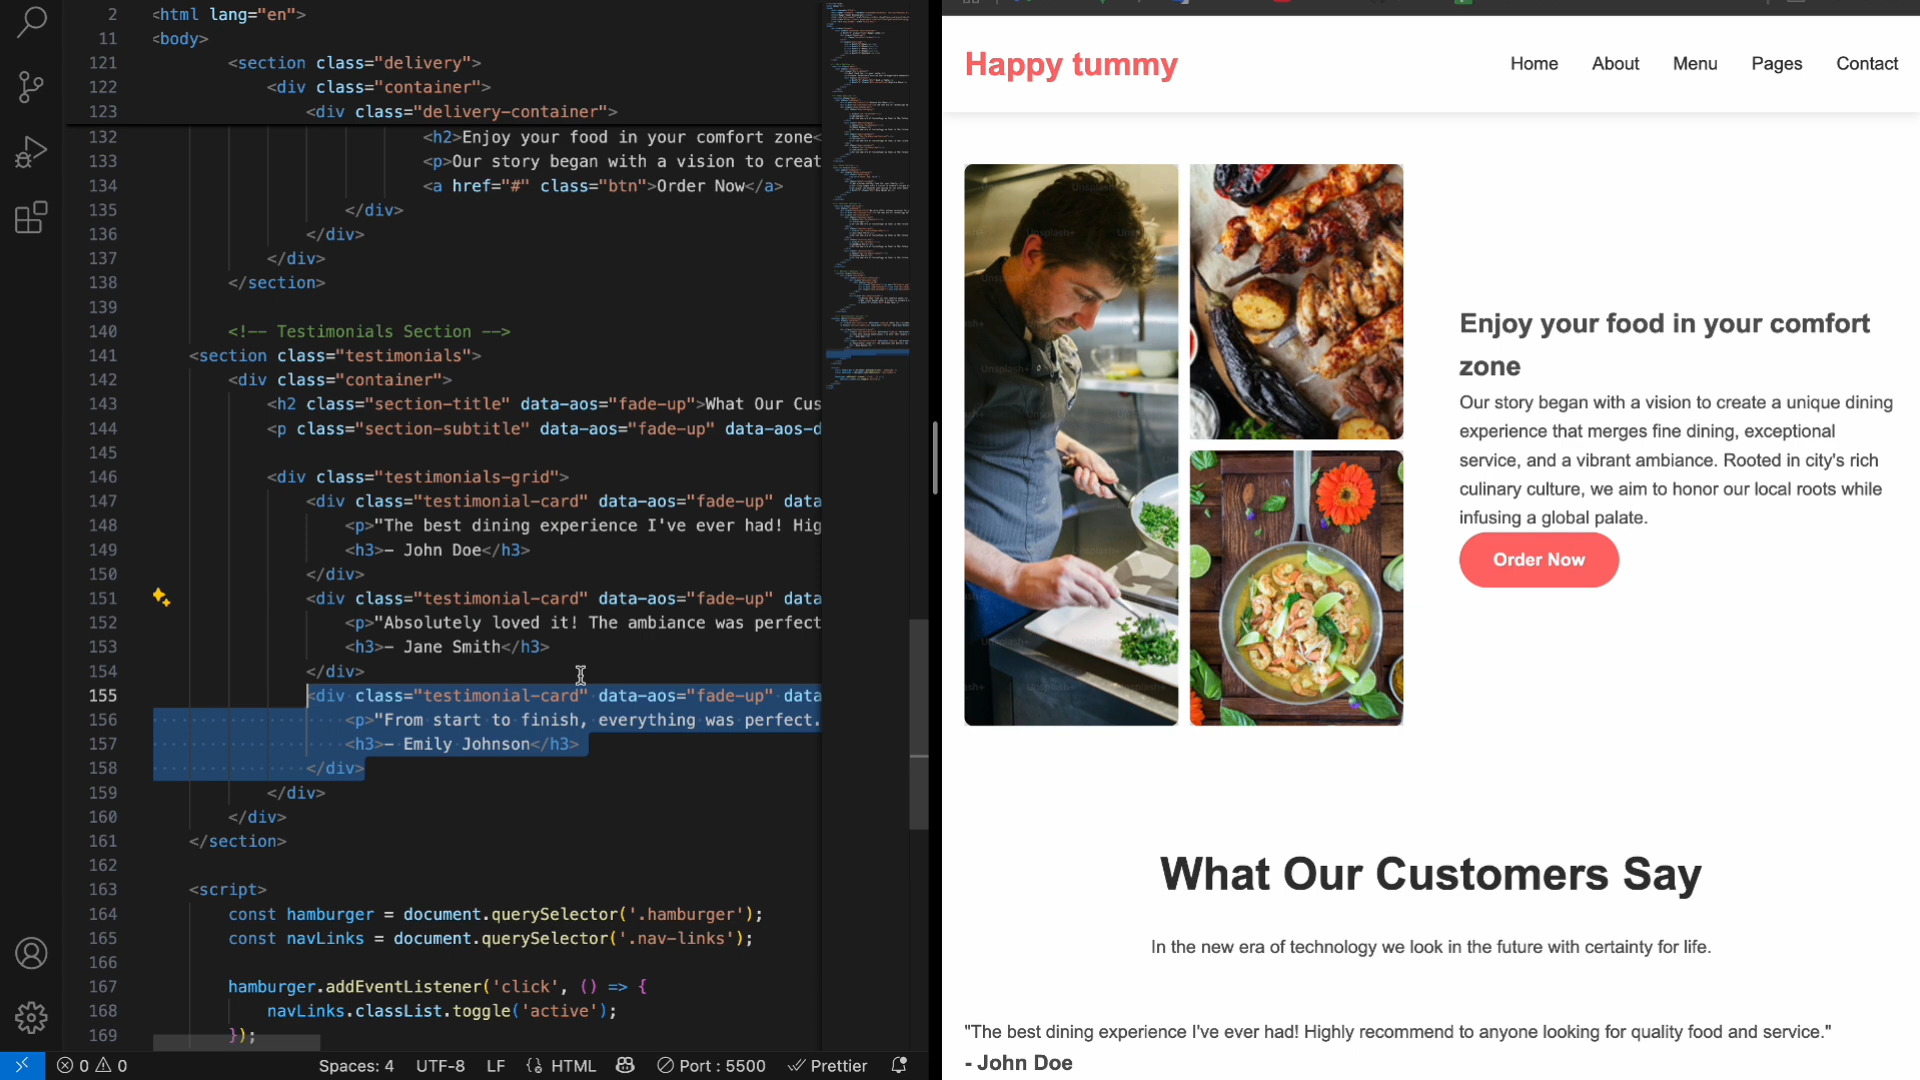 2 <html lang="en">
11 <body>
121 <section class="delivery">
122 <div class="container">
123 <div class="delivery-container">
132 <h2>Enjoy your food in your comfort zone<
133 <p>Our story began with a vision to creat
134 <a href="#" class="btn">Order Now</a>
135 </div>
136 </div>
137 </div>
138 </section>
139
140 <!-- Testimonials Section -->
141 <section class="testimonials">
142 <div class="container">
143 <h2 class="section-title" data-aos="fade-up">What Our Cus
144 <p class="section-subtitle" data-aos="fade-up" data-aos-d
145
146 <div class="testimonials-grid">
147 <div class="testimonial-card" data-aos="fade-up" data
148 <p>"The best dining experience I've ever had! Hig
149 <h3>- John Doe</h3>
150 </div>
151 <div class="testimonial-card" data-aos="fade-up" data
152 <p>"Absolutely loved it! The ambiance was perfect
153 <h3>- Jane Smith</h3>
154 </div>
155 <div class="testimonial-card" data-aos="fade-up" data
156 <p>"From start to finish, everything was perfect.
157 <h3>- Emily Johnson</h3>
158 </div>
159 </div>
160 </div>
161 </section>
162
163 <script>
164 const hamburger = document.querySelector('.hamburger');
165 const navLinks = document.querySelector('.nav-links');
166
167 hamburger.addEventListener('click', () => {
168 navLinks.classList.toggle('active');
169 });
0 0 Spaces: 4 UTF-8 LF {} HTML Port : 5500 Prettier
Happy tummy
Home About Menu Pages Contact
Unsplash+
Enjoy your food in your comfort
zone
Our story began with a vision to create a unique dining
experience that merges fine dining, exceptional
service, and a vibrant ambiance. Rooted in city's rich
culinary culture, we aim to honor our local roots while
infusing a global palate.
Order Now
What Our Customers Say
In the new era of technology we look in the future with certainty for life.
"The best dining experience I've ever had! Highly recommend to anyone looking for quality food and service."
- John Doe